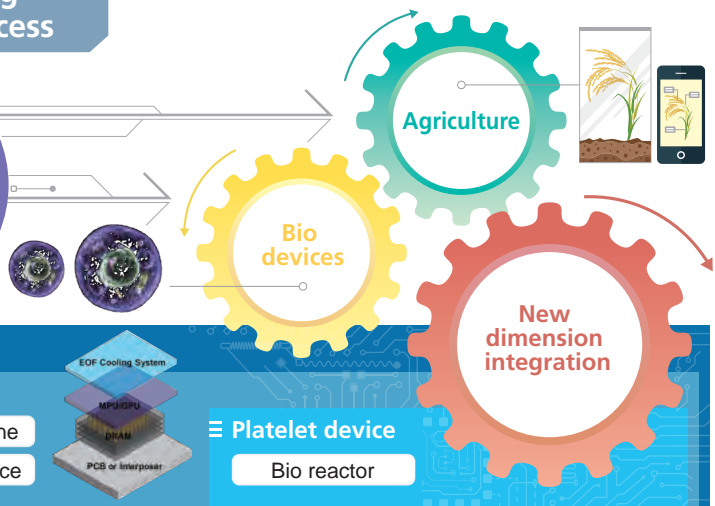 g
cess
Agriculture
Bio
devices
New
dimension
integration
EOF Cooling System
MPU/GPU
DRAM
PCB or Interposer
ne
ce
Platelet device
Bio reactor